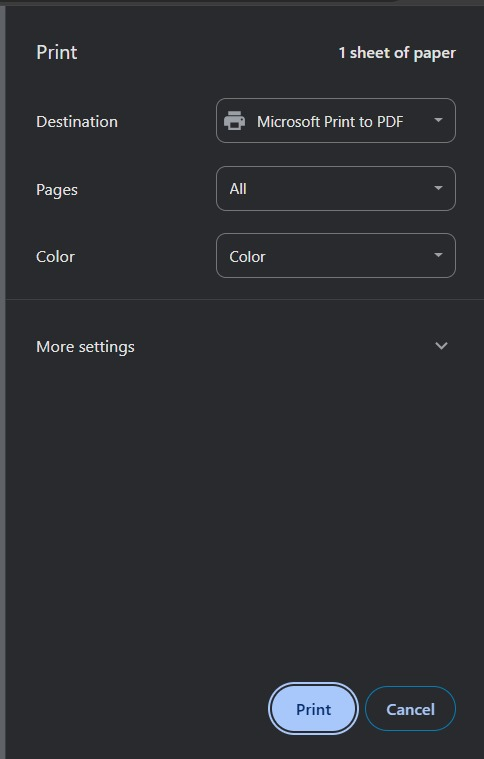 Print 1 sheet of paper
Destination Microsoft Print to PDF
Pages All
Color Color
More settings
Print Cancel